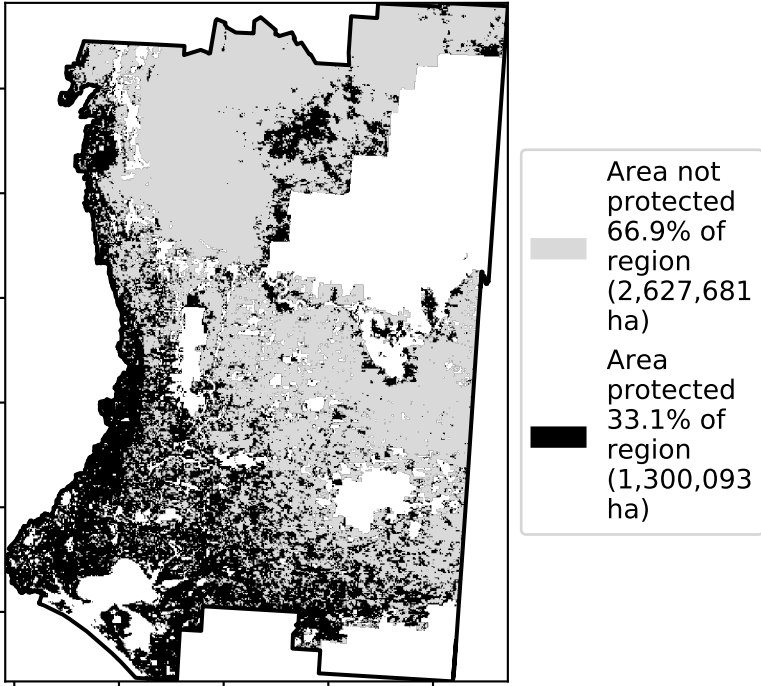 Area not
protected
66.9% of
region
(2,627,681
ha)
Area
protected
33.1% of
region
(1,300,093
ha)